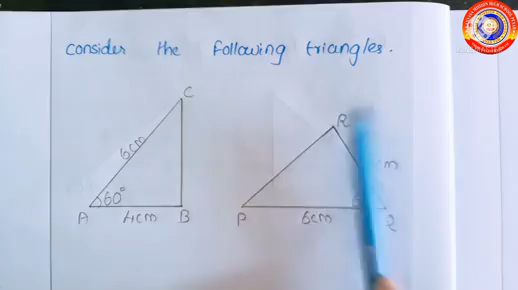 Consider the following triangles.
C
6cm
60°
A 4cm B
R
m
P 6cm Q